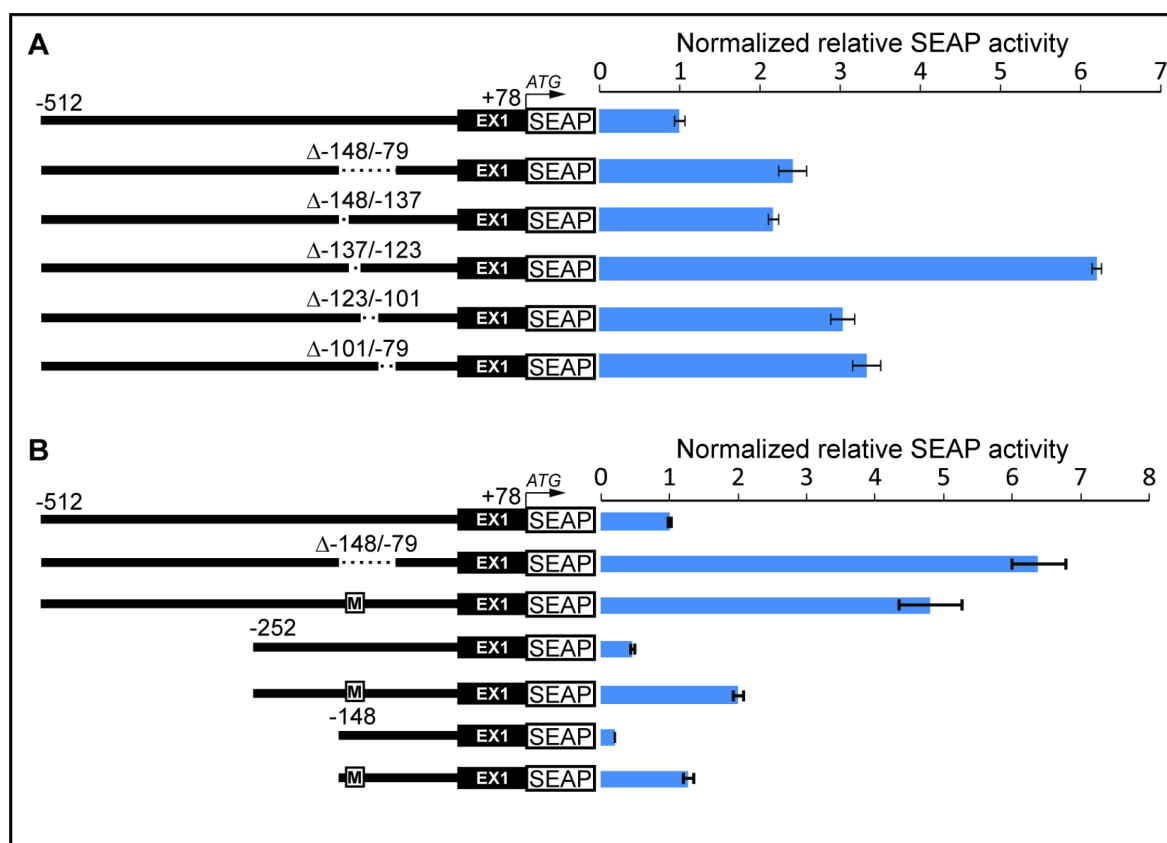 A
Normalized relative SEAP activity
0 1 2 3 4 5 6 7
-512 +78 ATG
EX1 SEAP
Δ-148/-79
EX1 SEAP
Δ-148/-137
EX1 SEAP
Δ-137/-123
EX1 SEAP
Δ-123/-101
EX1 SEAP
Δ-101/-79
EX1 SEAP
B
Normalized relative SEAP activity
0 1 2 3 4 5 6 7 8
-512 +78 ATG
EX1 SEAP
Δ-148/-79
EX1 SEAP
M EX1 SEAP
-252
EX1 SEAP
M EX1 SEAP
-148
EX1 SEAP
M EX1 SEAP